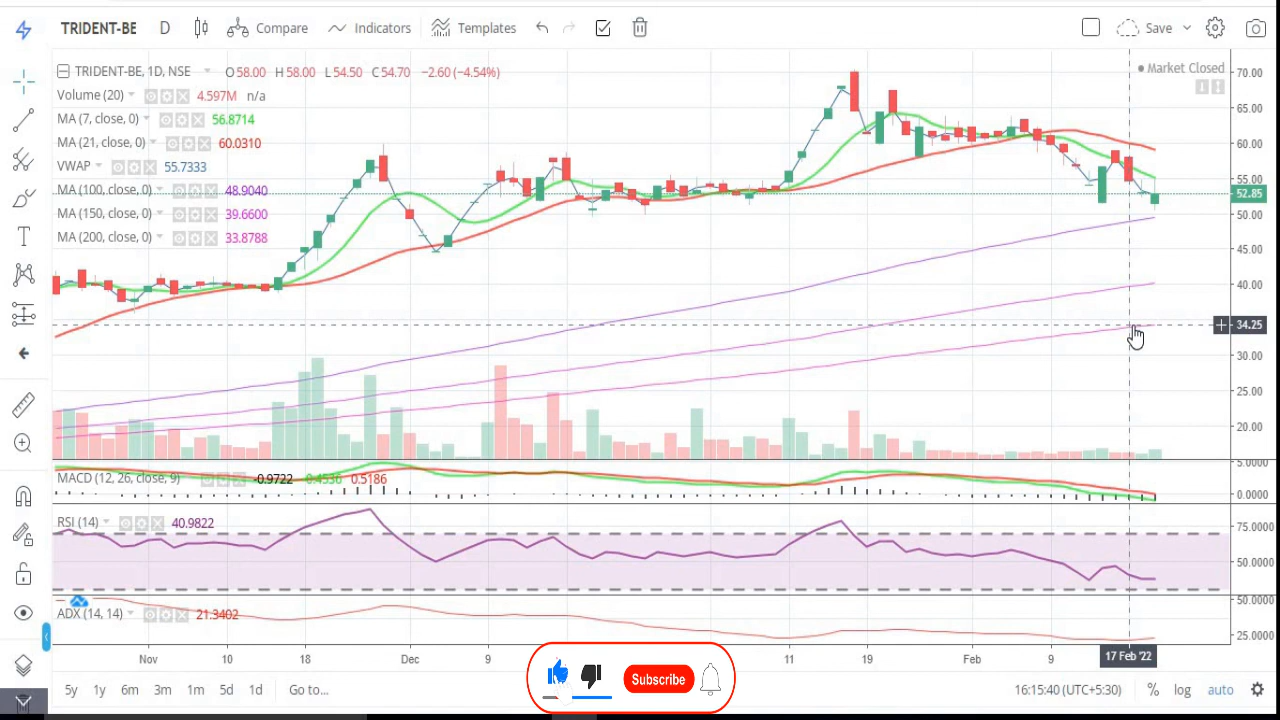 TRIDENT-BE D Compare Indicators Templates Save
TRIDENT-BE, 1D, NSE O58.00 H58.00 L54.50 C54.70 −2.60 (−4.54%)
Market Closed
Volume (20) 4.597M n/a
MA (7, close, 0) 56.8714
MA (21, close, 0) 60.0310
VWAP 55.7333
MA (100, close, 0) 48.9040
MA (150, close, 0) 39.6600
MA (200, close, 0) 33.8788
70.00
65.00
60.00
55.00
52.85
50.00
45.00
40.00
34.25
30.00
25.00
20.00
MACD (12, 26, close, 9) -0.9722 -0.4536 0.5186
5.0000
0.0000
RSI (14) 40.9822
75.0000
50.0000
ADX (14, 14) 21.3402
50.0000
25.0000
Nov 10 18 Dec 9 11 19 Feb 9 17 Feb '22
Subscribe
5y 1y 6m 3m 1m 5d 1d Go to... 16:15:40 (UTC+5:30) % log auto